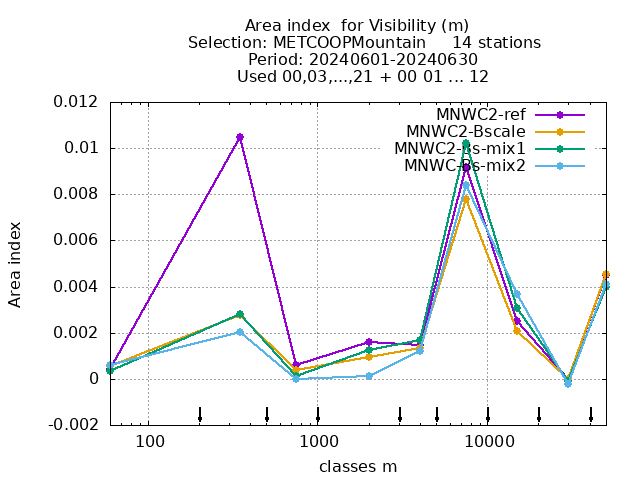 Area index  for Visibility (m)
Selection: METCOOPMountain     14 stations
Period: 20240601-20240630
Used 00,03,...,21 + 00 01 ... 12
MNWC2-ref
MNWC2-Bscale
MNWC2-Bs-mix1
MNWC-Bs-mix2
0.012
0.01
0.008
0.006
0.004
0.002
0
-0.002
Area index
100
1000
10000
classes m